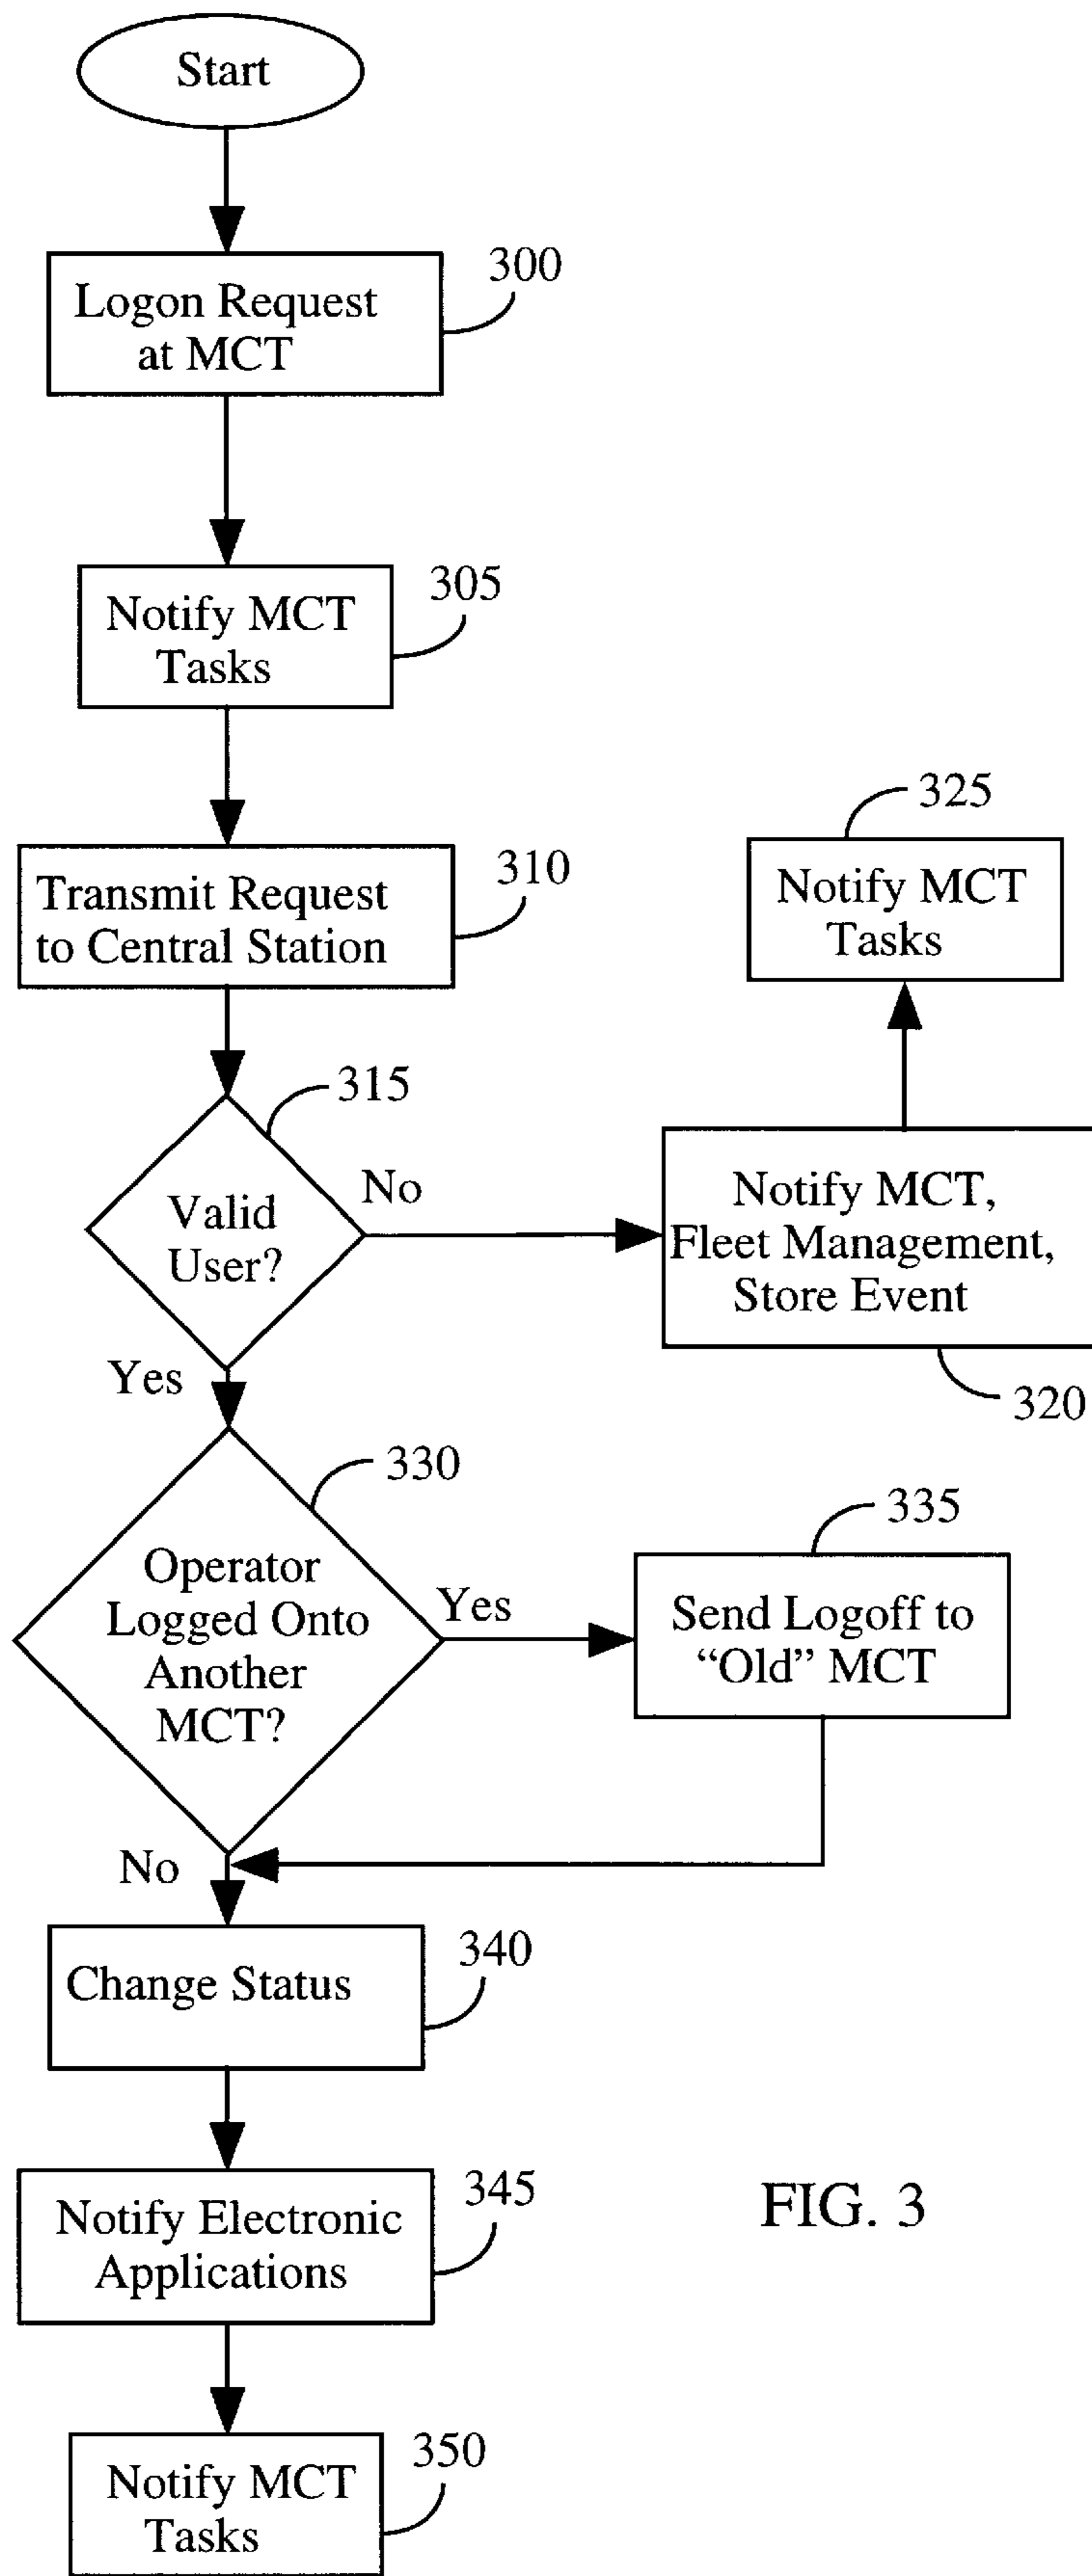 Start
300
Logon Request
at MCT
305
Notify MCT
Tasks
310
Transmit Request
to Central Station
325
Notify MCT
Tasks
315
Valid
User?
No
Notify MCT,
Fleet Management,
Store Event
320
Yes
330
Operator
Logged Onto
Another
MCT?
Yes
335
Send Logoff to
“Old” MCT
No
340
Change Status
345
Notify Electronic
Applications
FIG. 3
350
Notify MCT
Tasks